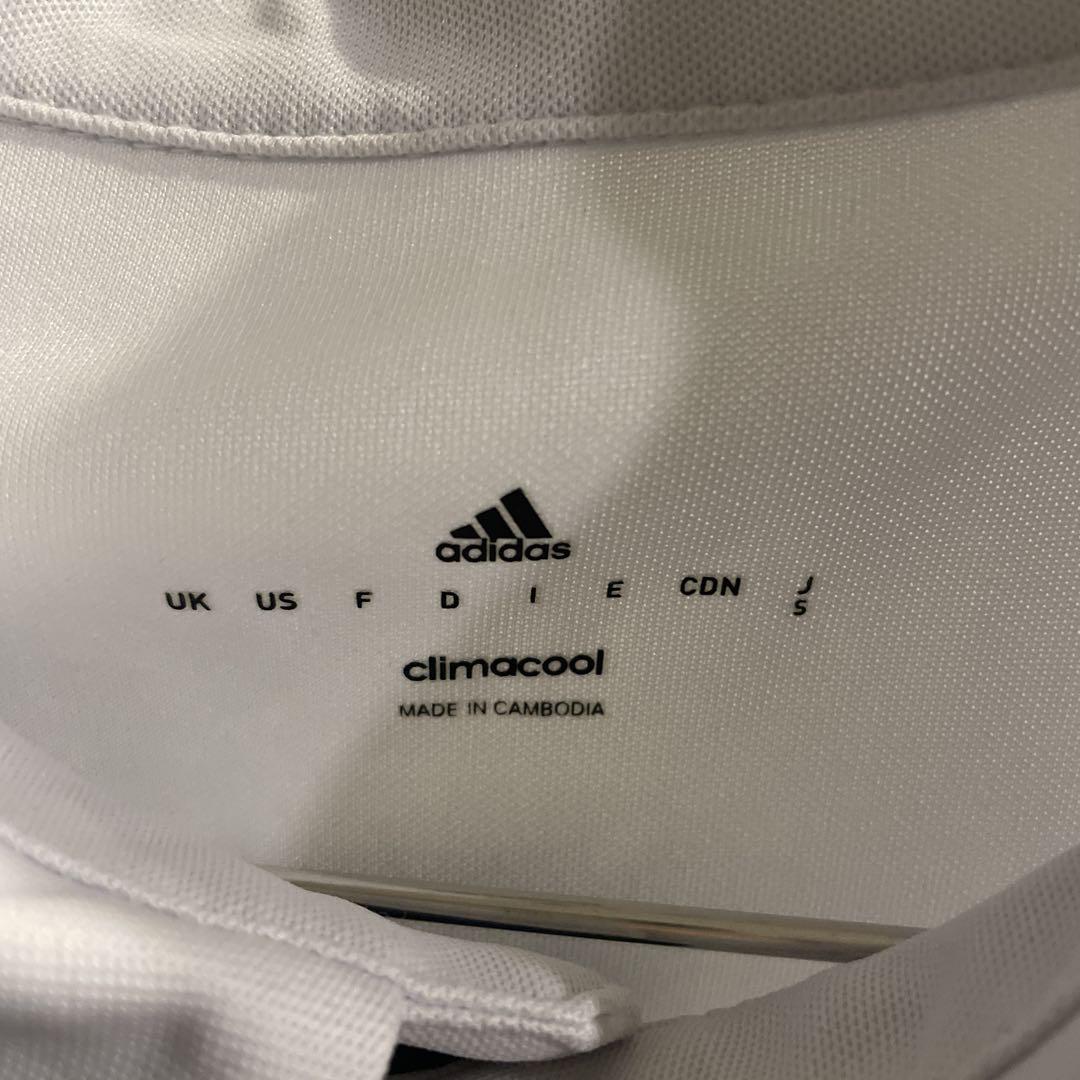 adidas
UK US F D I E CDN J
S
climacool
MADE IN CAMBODIA